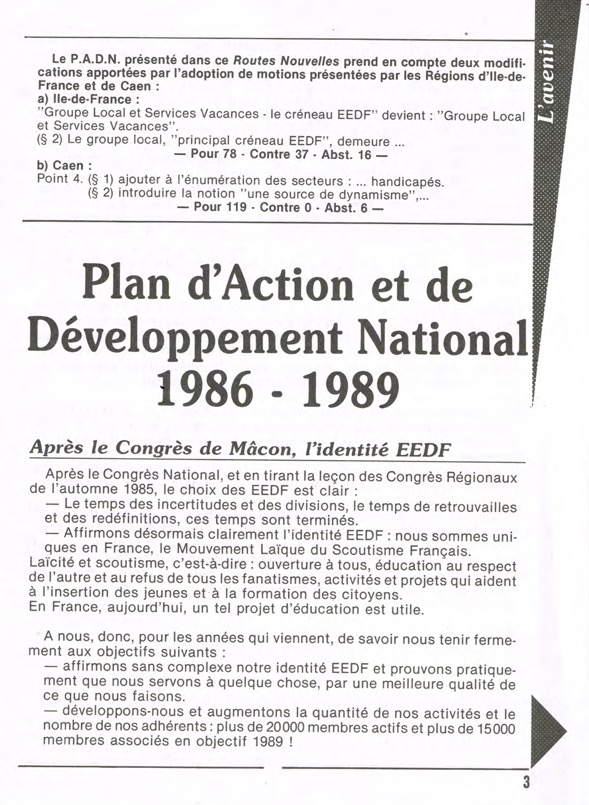 L'avenir
Le P.A.D.N. présenté dans ce Routes Nouvelles prend en compte deux modifi-
cations apportées par l'adoption de motions présentées par les Régions d'Ile-de-
France et de Caen :
a) Ile-de-France :
"Groupe Local et Services Vacances - le créneau EEDF" devient : "Groupe Local
et Services Vacances".
(§ 2) Le groupe local, "principal créneau EEDF", demeure ...
— Pour 78 - Contre 37 - Abst. 16 —
b) Caen :
Point 4. (§ 1) ajouter à l'énumération des secteurs : ... handicapés.
(§ 2) introduire la notion "une source de dynamisme",...
— Pour 119 - Contre 0 - Abst. 6 —
Plan d'Action et de
Développement National
1986 - 1989
Après le Congrès de Mâcon, l'identité EEDF
Après le Congrès National, et en tirant la leçon des Congrès Régionaux
de l'automne 1985, le choix des EEDF est clair :
— Le temps des incertitudes et des divisions, le temps de retrouvailles
et des redéfinitions, ces temps sont terminés.
— Affirmons désormais clairement l'identité EEDF : nous sommes uni-
ques en France, le Mouvement Laïque du Scoutisme Français.
Laïcité et scoutisme, c'est-à-dire : ouverture à tous, éducation au respect
de l'autre et au refus de tous les fanatismes, activités et projets qui aident
à l'insertion des jeunes et à la formation des citoyens.
En France, aujourd'hui, un tel projet d'éducation est utile.
A nous, donc, pour les années qui viennent, de savoir nous tenir ferme-
ment aux objectifs suivants :
— affirmons sans complexe notre identité EEDF et prouvons pratique-
ment que nous servons à quelque chose, par une meilleure qualité de
ce que nous faisons.
— développons-nous et augmentons la quantité de nos activités et le
nombre de nos adhérents : plus de 20000 membres actifs et plus de 15000
membres associés en objectif 1989 !
3